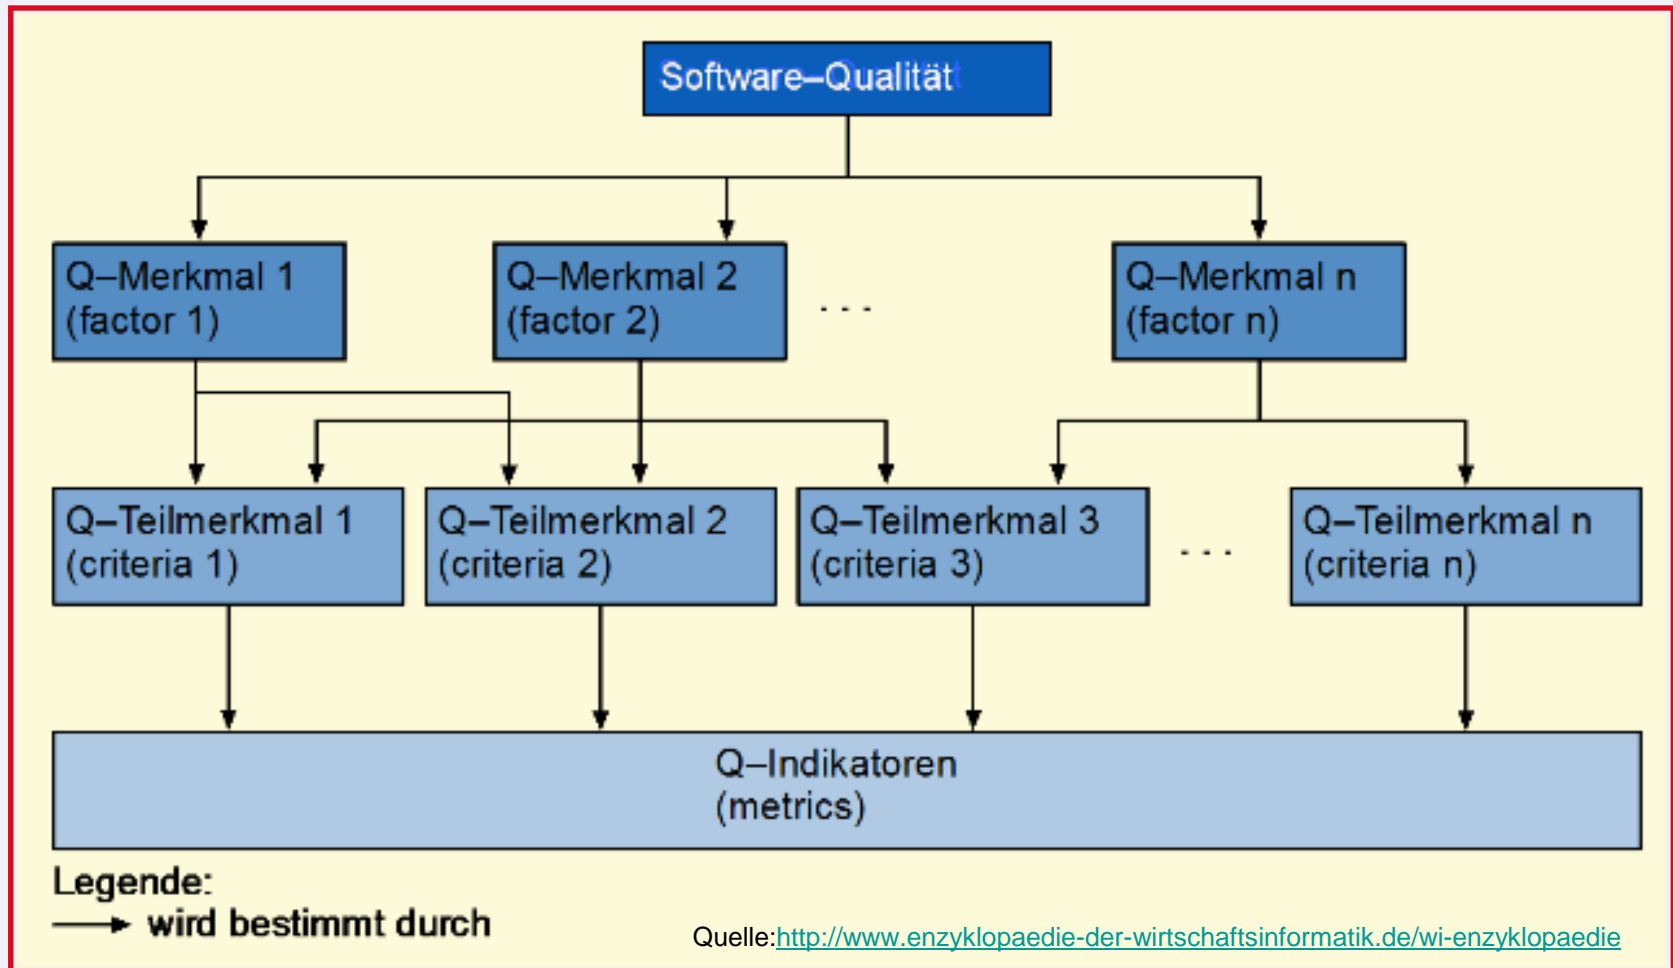 Software–Qualität
Q–Merkmal 1
(factor 1)
Q–Merkmal 2
(factor 2)
. . .
Q–Merkmal n
(factor n)
Q–Teilmerkmal 1
(criteria 1)
Q–Teilmerkmal 2
(criteria 2)
Q–Teilmerkmal 3
(criteria 3)
. . .
Q–Teilmerkmal n
(criteria n)
Q–Indikatoren
(metrics)
Legende:
wird bestimmt durch
Quelle:http://www.enzyklopaedie-der-wirtschaftsinformatik.de/wi-enzyklopaedie